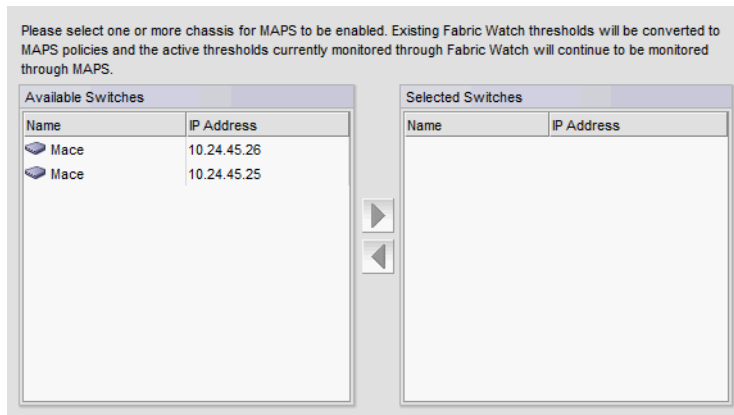 Please select one or more chassis for MAPS to be enabled. Existing Fabric Watch thresholds will be converted to
MAPS policies and the active thresholds currently monitored through Fabric Watch will continue to be monitored
through MAPS.
Available Switches
Name IP Address
Mace 10.24.45.26
Mace 10.24.45.25
Selected Switches
Name IP Address